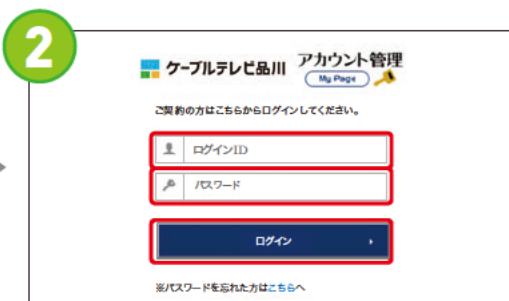 2
ケーブルテレビ品川
アカウント管理
My Page
ご契約の方はこちらからログインしてください。
ログインID
パスワード
ログイン
※パスワードを忘れた方はこちらへ